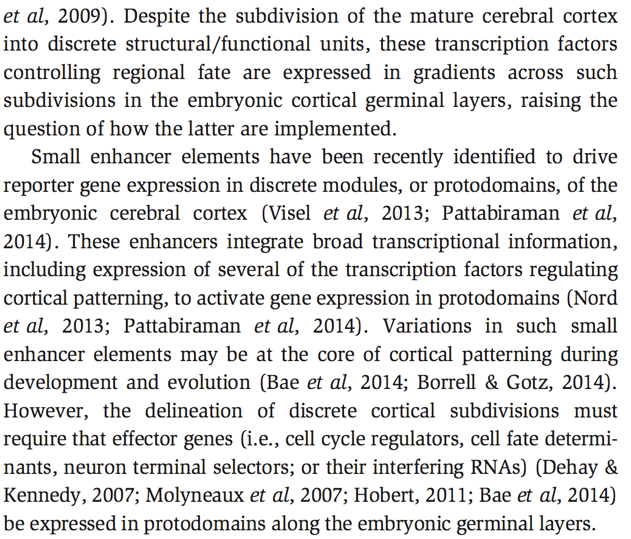 et al, 2009). Despite the subdivision of the mature cerebral cortex
into discrete structural/functional units, these transcription factors
controlling regional fate are expressed in gradients across such
subdivisions in the embryonic cortical germinal layers, raising the
question of how the latter are implemented.
Small enhancer elements have been recently identified to drive
reporter gene expression in discrete modules, or protodomains, of the
embryonic cerebral cortex (Visel et al, 2013; Pattabiraman et al,
2014). These enhancers integrate broad transcriptional information,
including expression of several of the transcription factors regulating
cortical patterning, to activate gene expression in protodomains (Nord
et al, 2013; Pattabiraman et al, 2014). Variations in such small
enhancer elements may be at the core of cortical patterning during
development and evolution (Bae et al, 2014; Borrell & Gotz, 2014).
However, the delineation of discrete cortical subdivisions must
require that effector genes (i.e., cell cycle regulators, cell fate determi-
nants, neuron terminal selectors; or their interfering RNAs) (Dehay &
Kennedy, 2007; Molyneaux et al, 2007; Hobert, 2011; Bae et al, 2014)
be expressed in protodomains along the embryonic germinal layers.